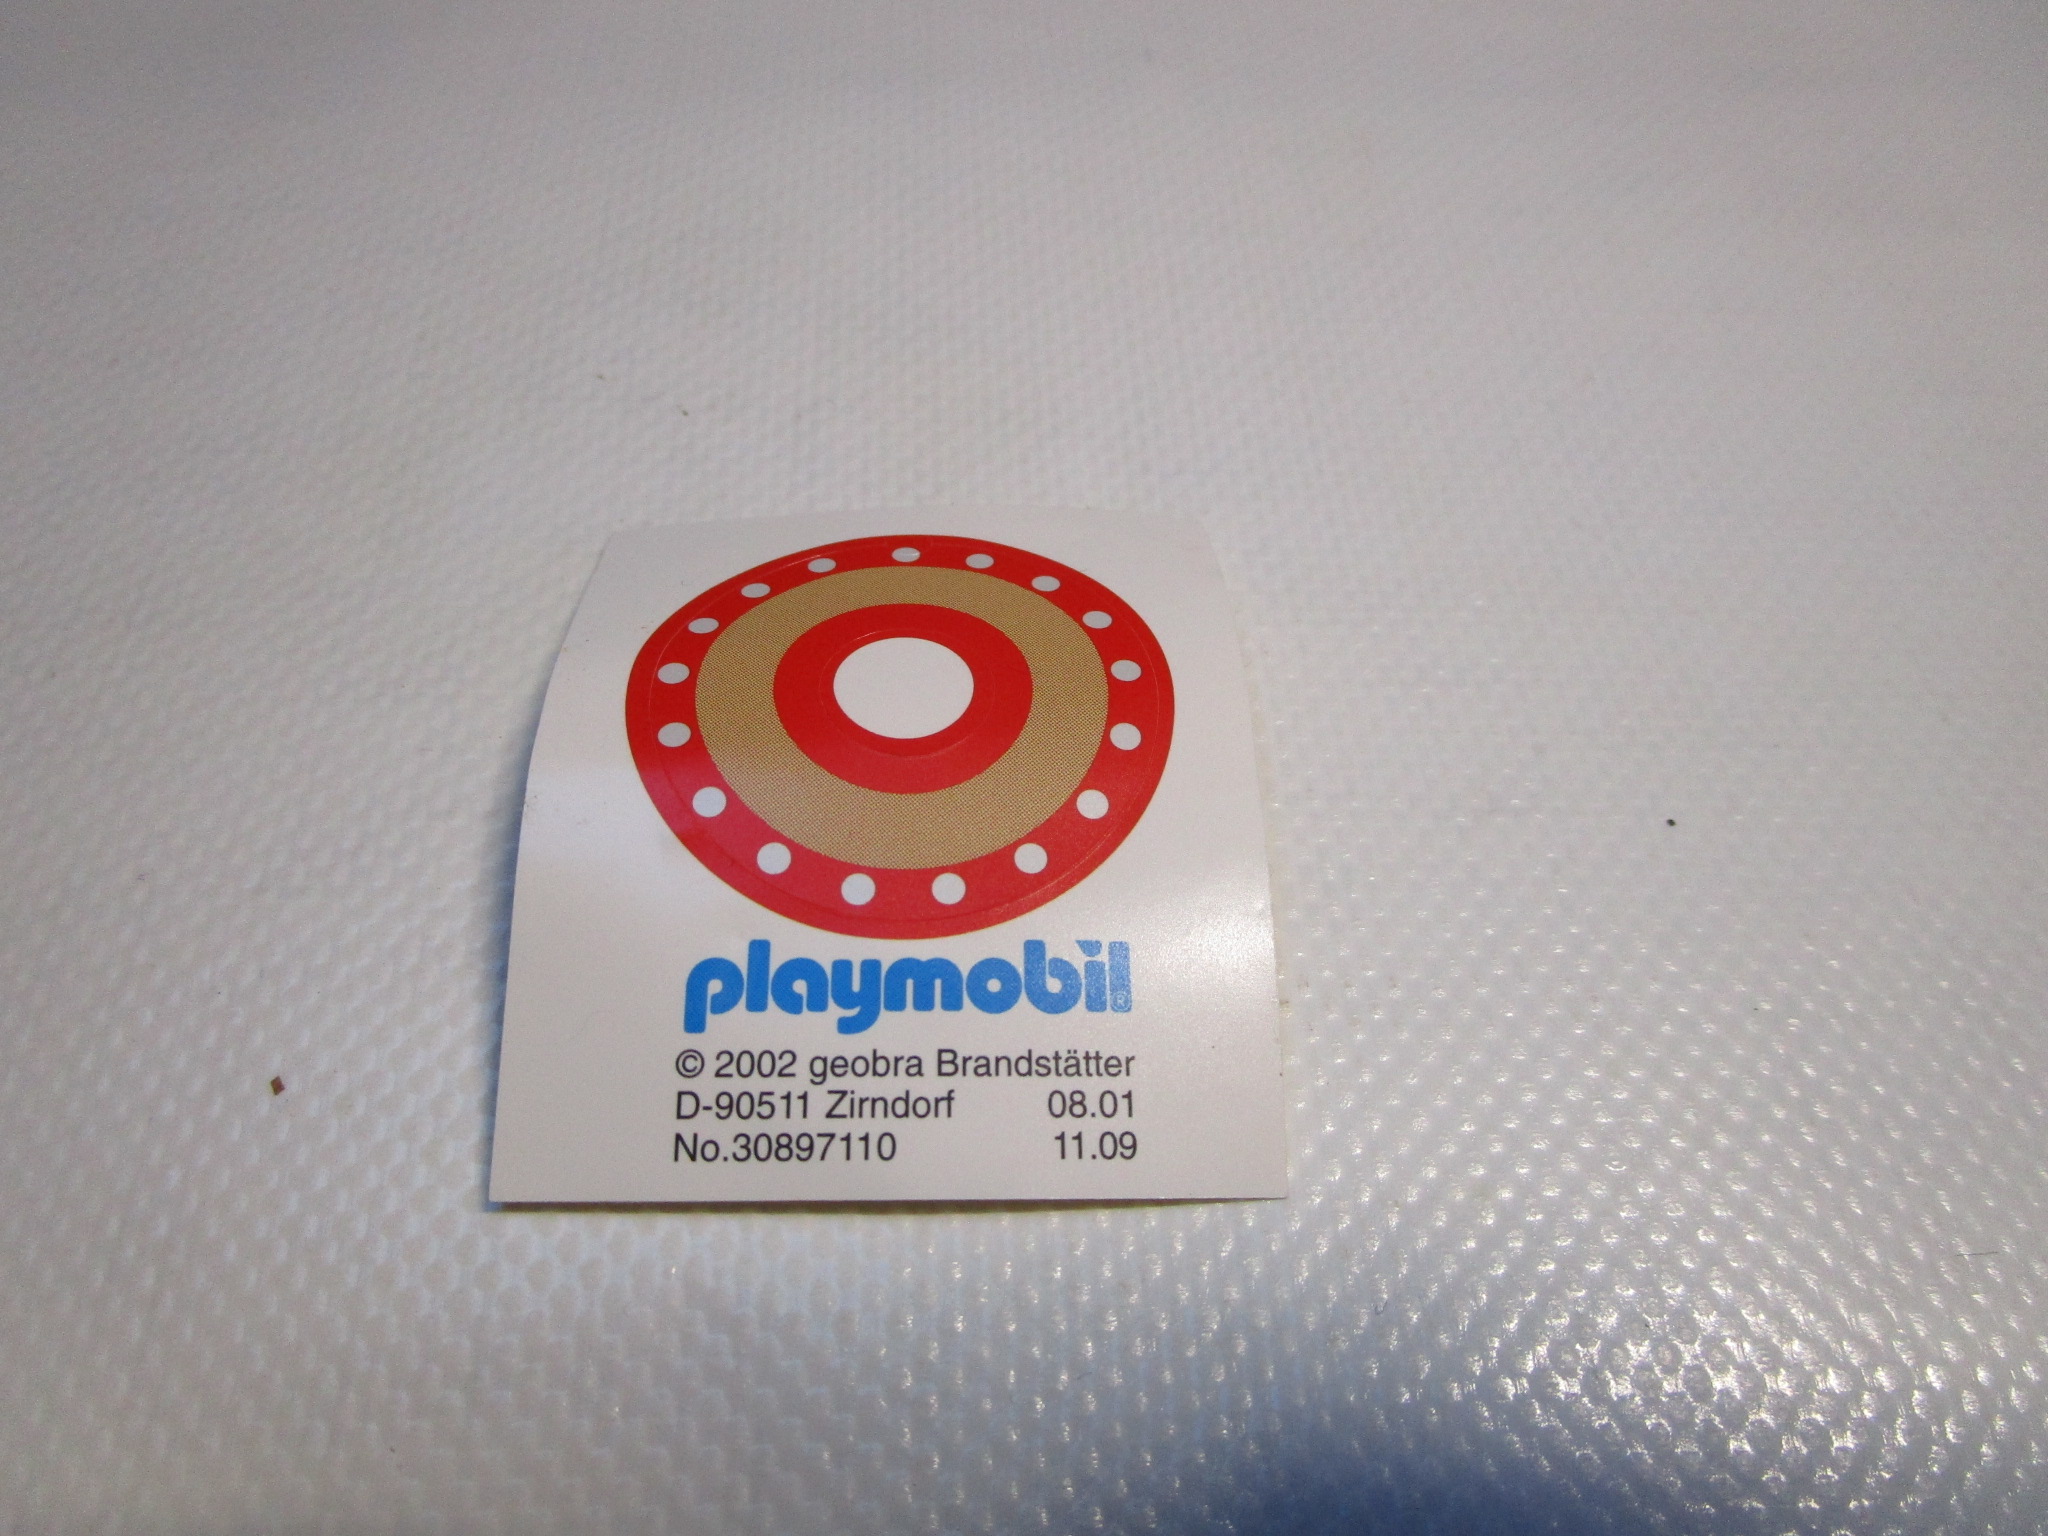 playmobil®
© 2002 geobra Brandstätter
D-90511 Zirndorf 08.01
No.30897110 11.09